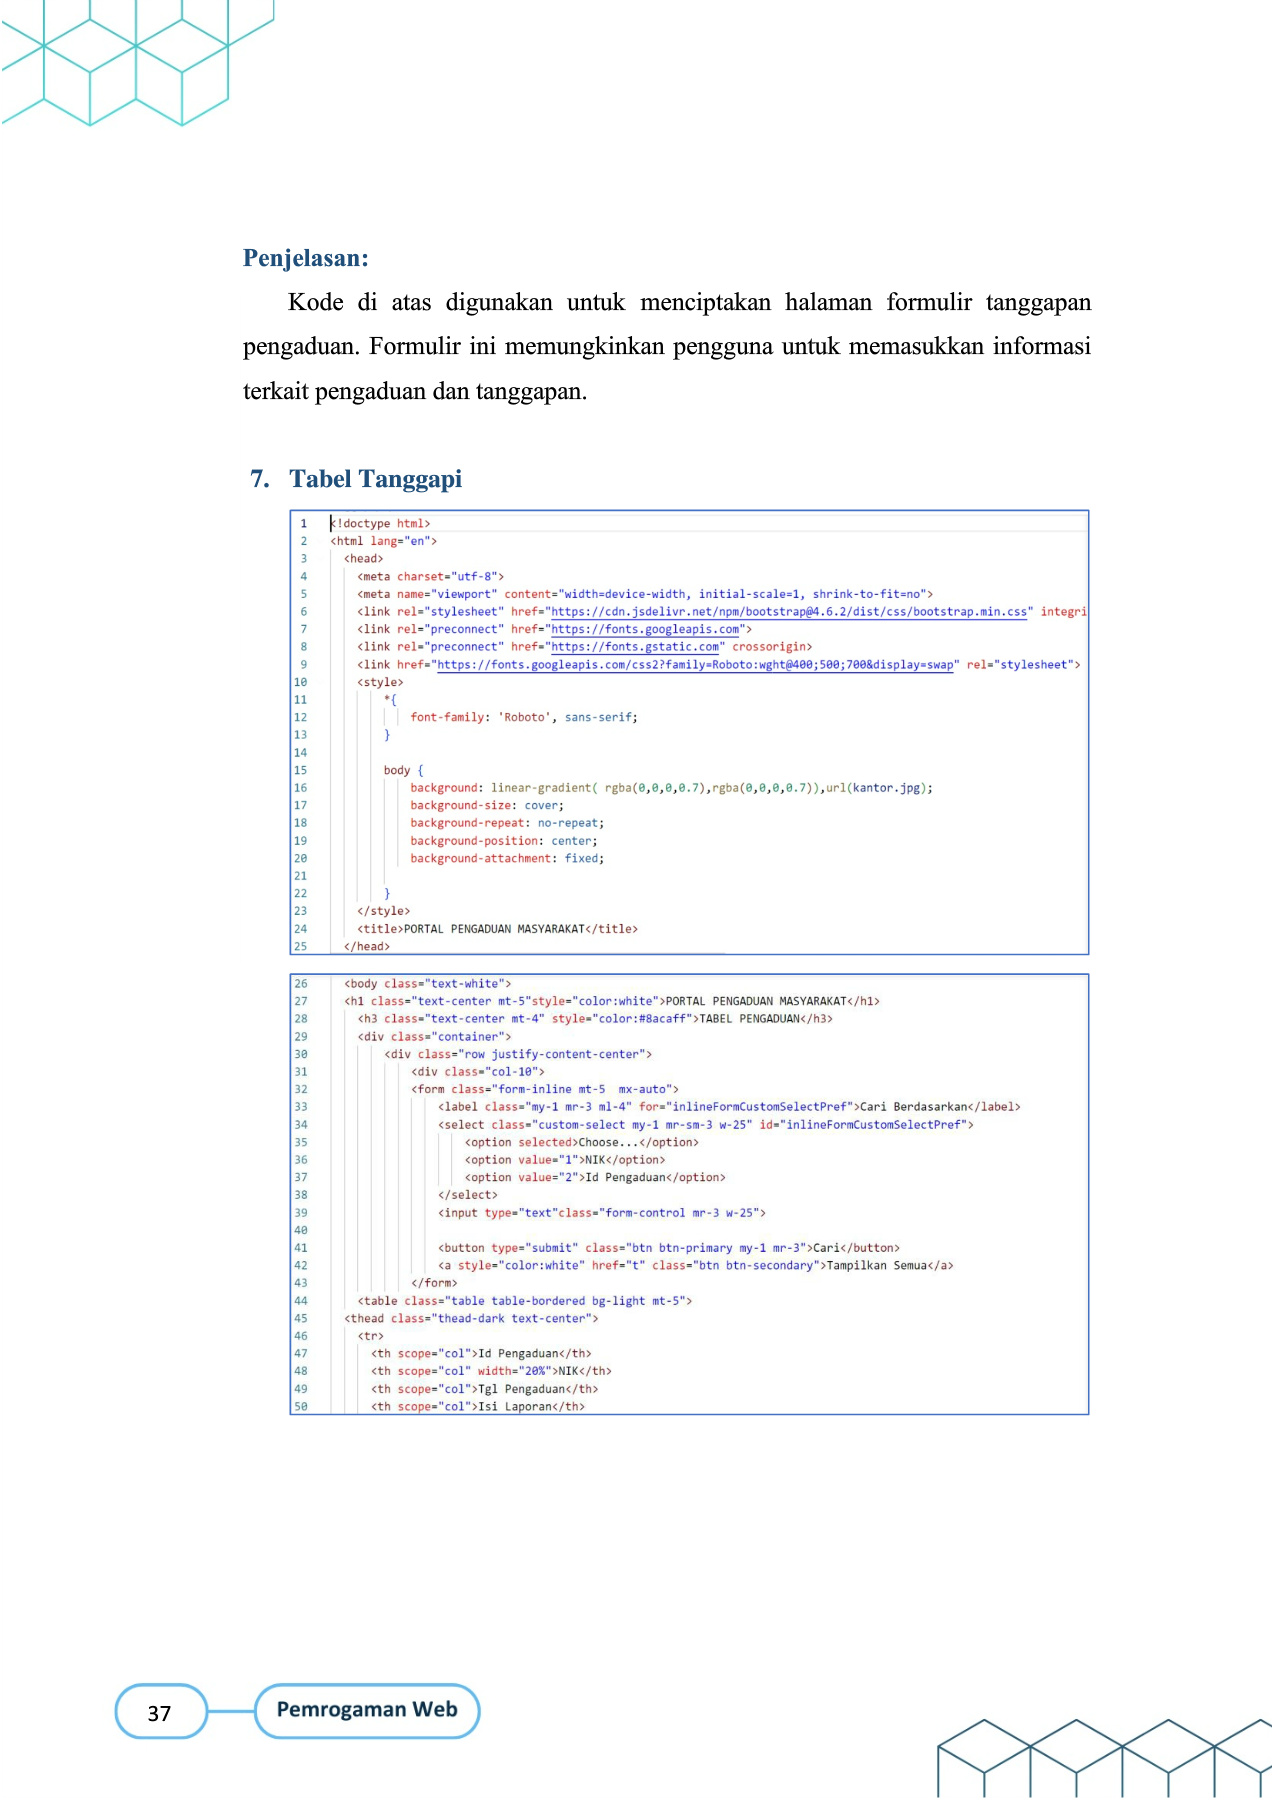 Penjelasan:
Kode di atas digunakan untuk menciptakan halaman formulir tanggapan
pengaduan. Formulir ini memungkinkan pengguna untuk memasukkan informasi
terkait pengaduan dan tanggapan.
7. Tabel Tanggapi
1 <!doctype html>
2 <html lang="en">
3 <head>
4 <meta charset="utf-8">
5 <meta name="viewport" content="width=device-width, initial-scale=1, shrink-to-fit=no">
6 <link rel="stylesheet" href="https://cdn.jsdelivr.net/npm/bootstrap@4.6.2/dist/css/bootstrap.min.css" integri
7 <link rel="preconnect" href="https://fonts.googleapis.com">
8 <link rel="preconnect" href="https://fonts.gstatic.com" crossorigin>
9 <link href="https://fonts.googleapis.com/css2?family=Roboto:wght@400;500;700&display=swap" rel="stylesheet">
10 <style>
11 *{
12 font-family: 'Roboto', sans-serif;
13 }
14
15 body {
16 background: linear-gradient( rgba(0,0,0,0.7),rgba(0,0,0,0.7)),url(kantor.jpg);
17 background-size: cover;
18 background-repeat: no-repeat;
19 background-position: center;
20 background-attachment: fixed;
21
22 }
23 </style>
24 <title>PORTAL PENGADUAN MASYARAKAT</title>
25 </head>
26 <body class="text-white">
27 <h1 class="text-center mt-5"style="color:white">PORTAL PENGADUAN MASYARAKAT</h1>
28 <h3 class="text-center mt-4" style="color:#8acaff">TABEL PENGADUAN</h3>
29 <div class="container">
30 <div class="row justify-content-center">
31 <div class="col-10">
32 <form class="form-inline mt-5  mx-auto">
33 <label class="my-1 mr-3 ml-4" for="inlineFormCustomSelectPref">Cari Berdasarkan</label>
34 <select class="custom-select my-1 mr-sm-3 w-25" id="inlineFormCustomSelectPref">
35 <option selected>Choose...</option>
36 <option value="1">NIK</option>
37 <option value="2">Id Pengaduan</option>
38 </select>
39 <input type="text"class="form-control mr-3 w-25">
40
41 <button type="submit" class="btn btn-primary my-1 mr-3">Cari</button>
42 <a style="color:white" href="t" class="btn btn-secondary">Tampilkan Semua</a>
43 </form>
44 <table class="table table-bordered bg-light mt-5">
45 <thead class="thead-dark text-center">
46 <tr>
47 <th scope="col">Id Pengaduan</th>
48 <th scope="col" width="20%">NIK</th>
49 <th scope="col">Tgl Pengaduan</th>
50 <th scope="col">Isi Laporan</th>
37 Pemrogaman Web